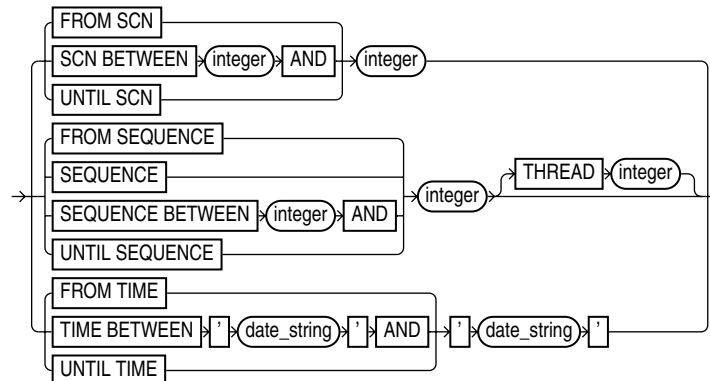 FROM SCN
SCN BETWEEN integer AND integer
UNTIL SCN
FROM SEQUENCE
SEQUENCE
THREAD integer
integer
SEQUENCE BETWEEN integer AND
UNTIL SEQUENCE
FROM TIME
TIME BETWEEN ' date_string ' AND ' date_string '
UNTIL TIME